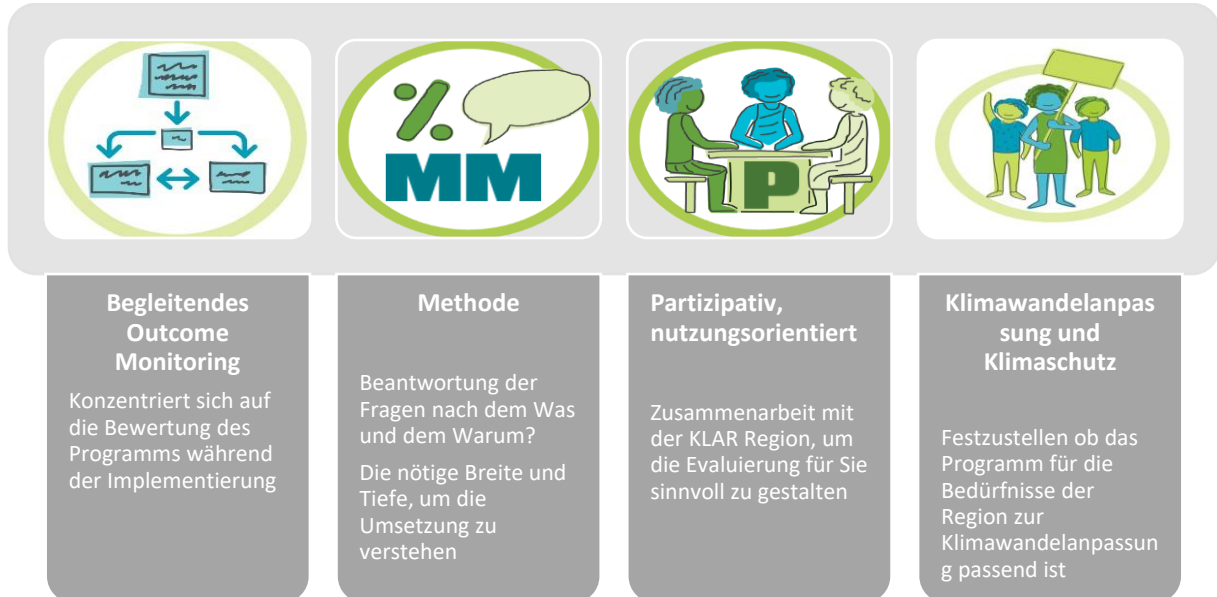 %
MM
P
Begleitendes
Outcome
Monitoring
Konzentriert sich auf
die Bewertung des
Programms während
der Implementierung
Methode
Beantwortung der
Fragen nach dem Was
und dem Warum?
Die nötige Breite und
Tiefe, um die
Umsetzung zu
verstehen
Partizipativ,
nutzungsorientiert
Zusammenarbeit mit
der KLAR Region, um
die Evaluierung für Sie
sinnvoll zu gestalten
Klimawandelanpas
sung und
Klimaschutz
Festzustellen ob das
Programm für die
Bedürfnisse der
Region zur
Klimawandelanpassun
g passend ist